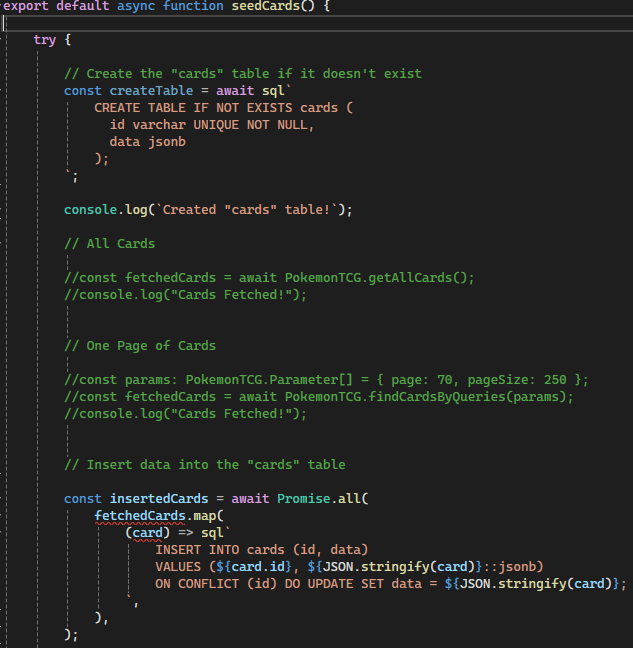 export default async function seedCards() {
try {
// Create the "cards" table if it doesn't exist
const createTable = await sql`
CREATE TABLE IF NOT EXISTS cards (
id varchar UNIQUE NOT NULL,
data jsonb
);
`;
console.log(`Created "cards" table!`);
// All Cards
//const fetchedCards = await PokemonTCG.getAllCards();
//console.log("Cards Fetched!");
// One Page of Cards
//const params: PokemonTCG.Parameter[] = { page: 70, pageSize: 250 };
//const fetchedCards = await PokemonTCG.findCardsByQueries(params);
//console.log("Cards Fetched!");
// Insert data into the "cards" table
const insertedCards = await Promise.all(
fetchedCards.map(
(card) => sql`
INSERT INTO cards (id, data)
VALUES (${card.id}, ${JSON.stringify(card)}::jsonb)
ON CONFLICT (id) DO UPDATE SET data = ${JSON.stringify(card)};
`,
),
);